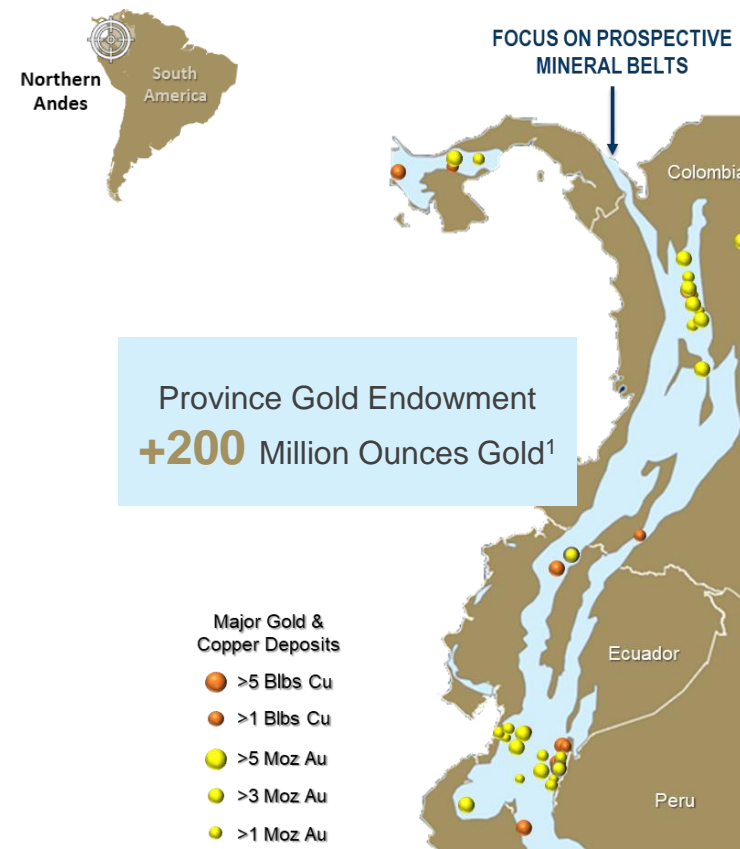 FOCUS ON PROSPECTIVE
MINERAL BELTS
Northern
Andes
South
America
Colombia
Province Gold Endowment
+200 Million Ounces Gold¹
Major Gold &
Copper Deposits
>5 Blbs Cu
>1 Blbs Cu
>5 Moz Au
>3 Moz Au
>1 Moz Au
Ecuador
Peru